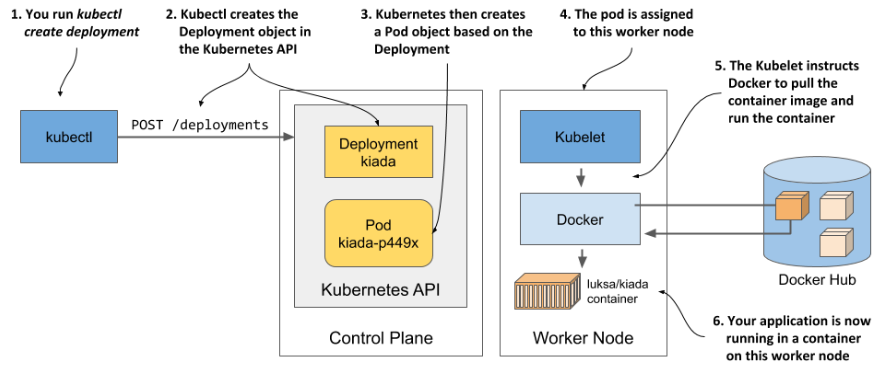 1. You run kubectl
create deployment
2. Kubectl creates the
Deployment object in
the Kubernetes API
3. Kubernetes then creates
a Pod object based on the
Deployment
4. The pod is assigned
to this worker node
5. The Kubelet instructs
Docker to pull the
container image and
run the container
kubectl
POST /deployments
Deployment
kiada
Pod
kiada-p449x
Kubernetes API
Control Plane
Kubelet
Docker
luksa/kiada
container
Worker Node
Docker Hub
6. Your application is now
running in a container
on this worker node